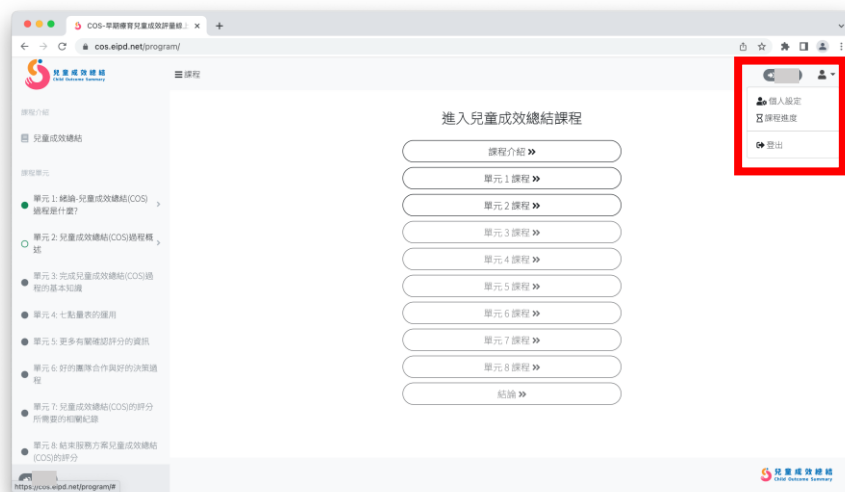 COS-早期療育兒童成效評量線上
cos.eipd.net/program/
兒童成效總結
Child Outcome Summary
課程
課程介紹
兒童成效總結
課程單元
單元 1: 緒論-兒童成效總結(COS)
過程是什麼?
單元 2: 兒童成效總結(COS)過程概
述
單元 3: 完成兒童成效總結(COS)過
程的基本知識
單元 4: 七點量表的運用
單元 5: 更多有關確認評分的資訊
單元 6: 好的團隊合作與好的決策過
程
單元 7: 兒童成效總結(COS)的評分
所需要的相關紀錄
單元 8: 結束服務方案兒童成效總結
(COS)的評分
https://cos.eipd.net/program/#
進入兒童成效總結課程
課程介紹 »
單元 1 課程 »
單元 2 課程 »
單元 3 課程 »
單元 4 課程 »
單元 5 課程 »
單元 6 課程 »
單元 7 課程 »
單元 8 課程 »
結論 »
個人設定
課程進度
登出
兒童成效總結
Child Outcome Summary